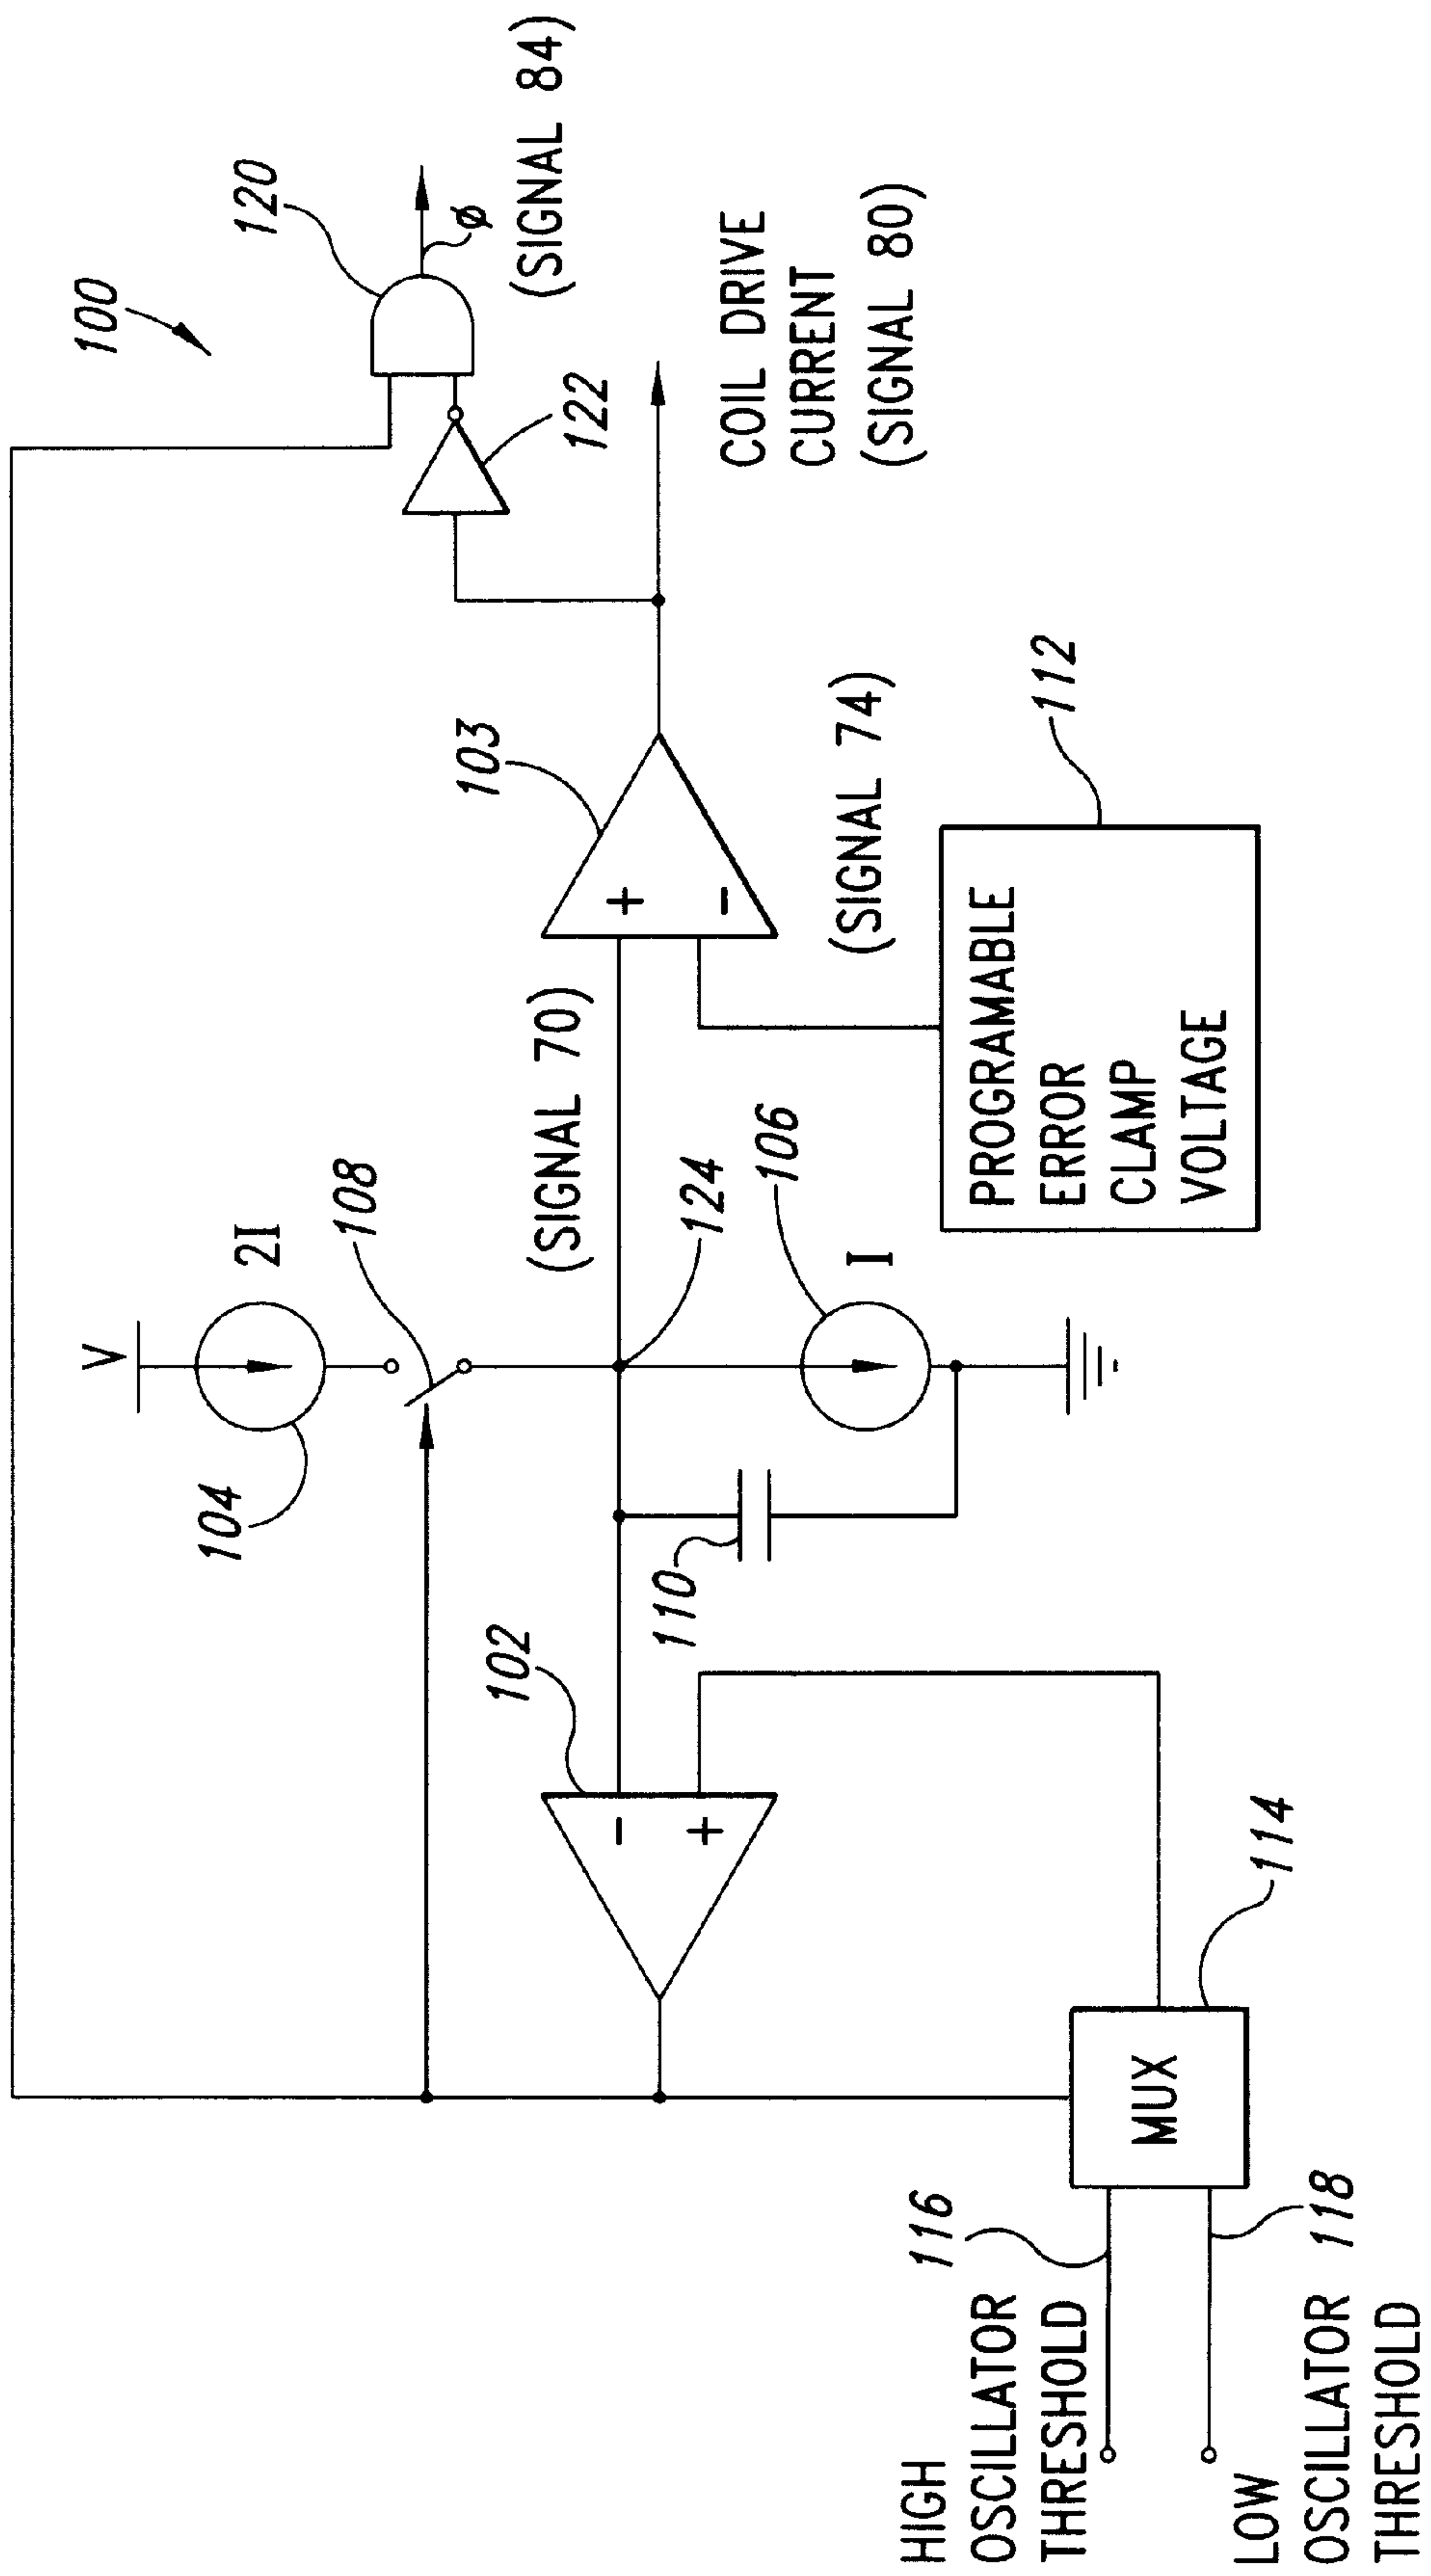 100
120
ϕ
(SIGNAL 84)
122
COIL DRIVE
CURRENT
(SIGNAL 80)
V
2I
104
108
(SIGNAL 70)
103
+
-
(SIGNAL 74)
124
106
I
110
112
PROGRAMABLE
ERROR
CLAMP
VOLTAGE
102
-
+
114
MUX
116
HIGH
OSCILLATOR
THRESHOLD
118
LOW
OSCILLATOR
THRESHOLD